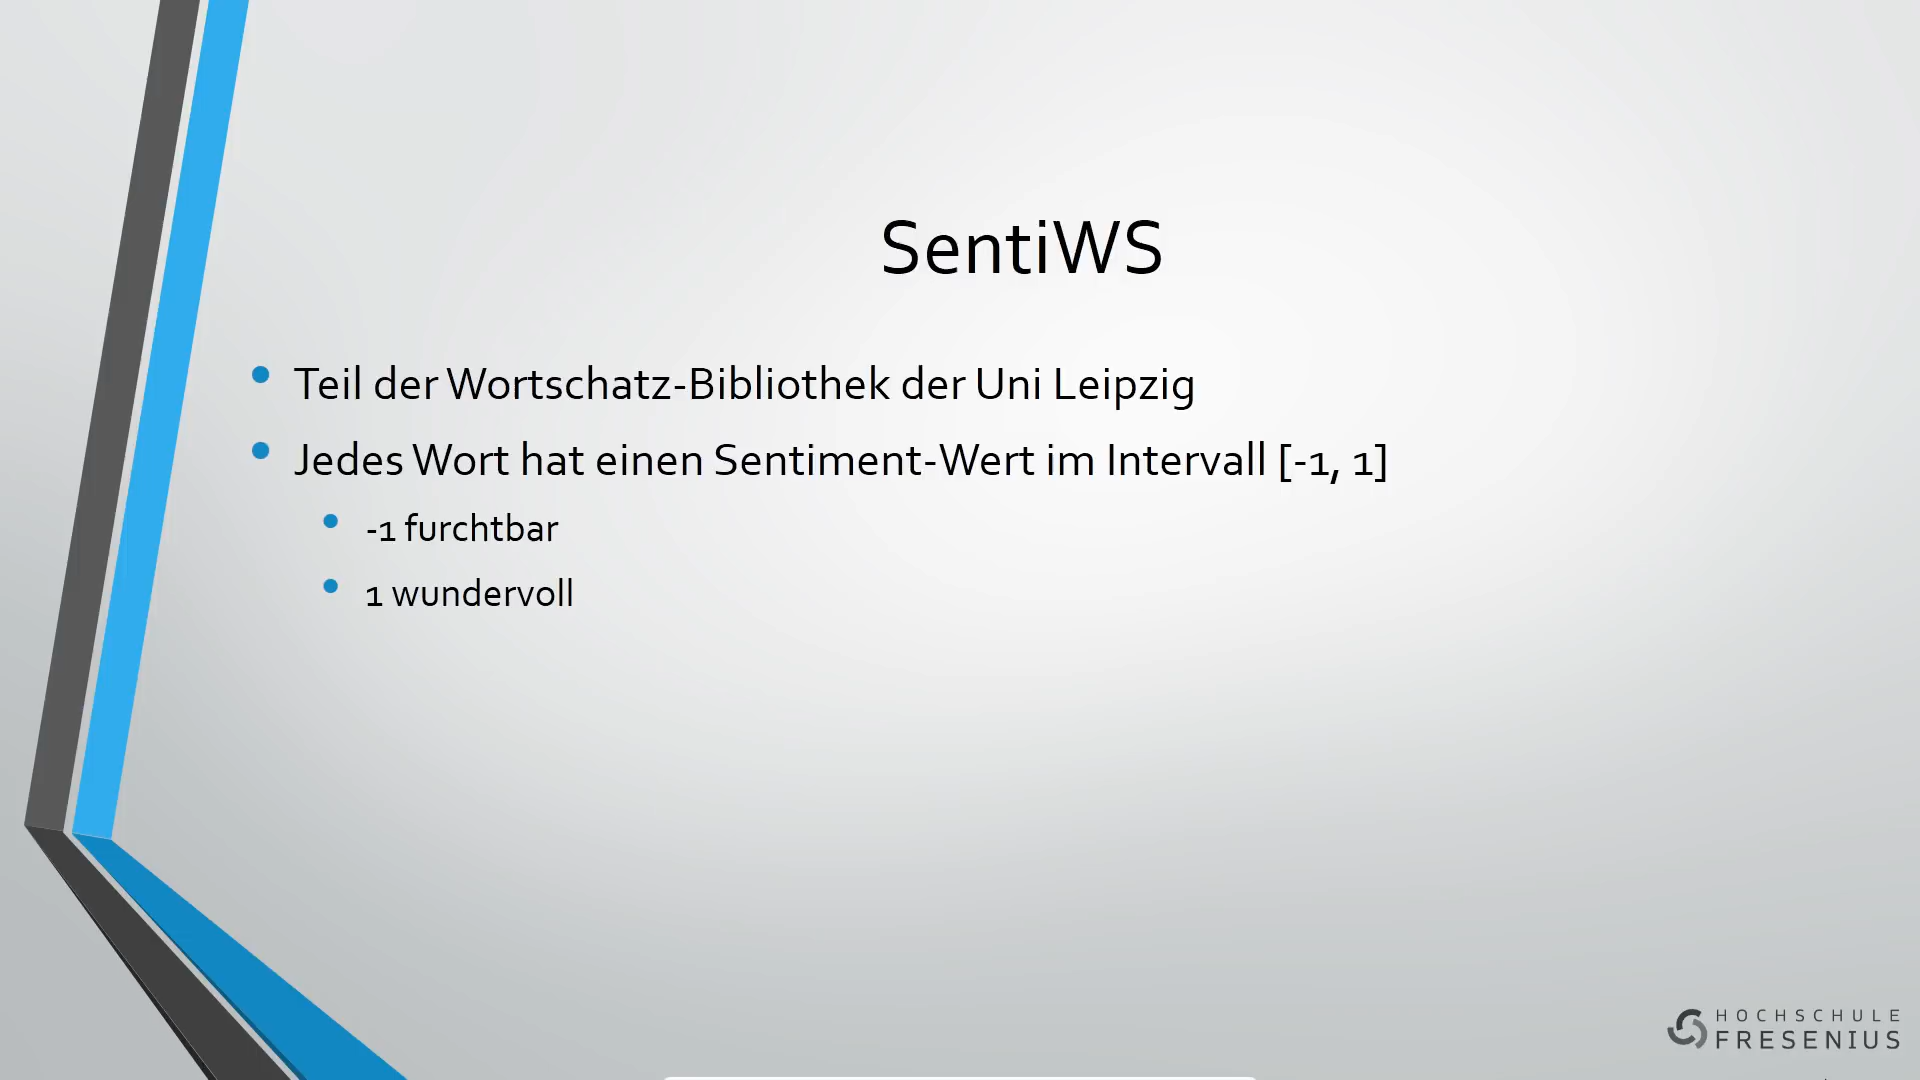 SentiWS
Teil der Wortschatz-Bibliothek der Uni Leipzig
Jedes Wort hat einen Sentiment-Wert im Intervall [-1, 1]
-1 furchtbar
1 wundervoll
HOCHSCHULE
FRESENIUS